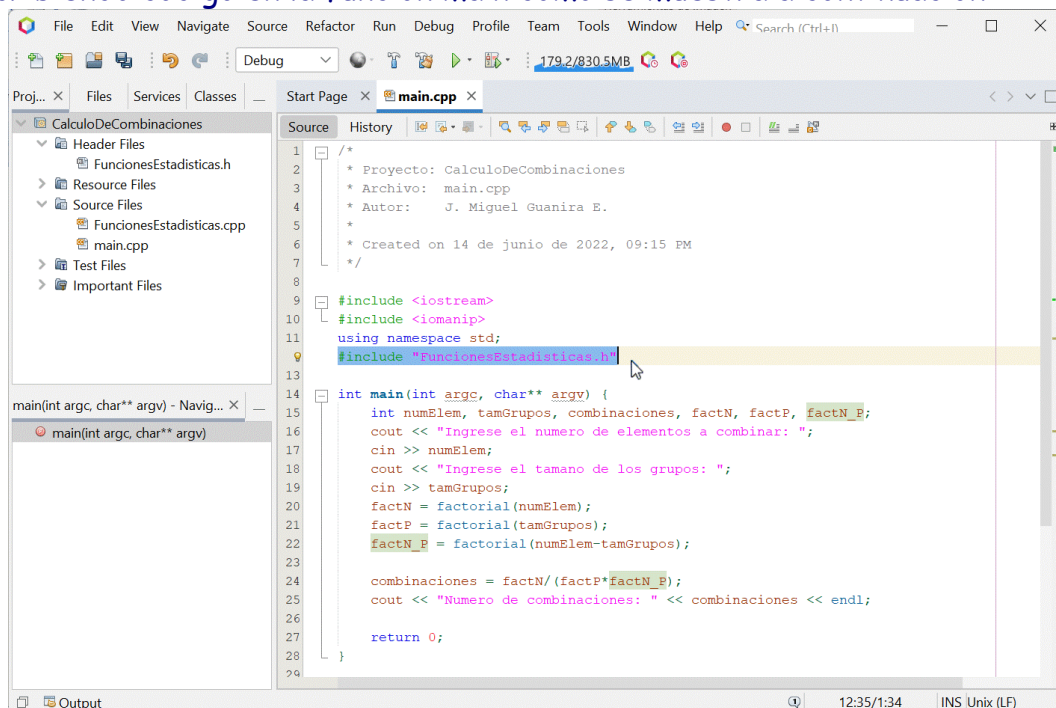 File Edit View Navigate Source Refactor Run Debug Profile Team Tools Window Help Search (Ctrl+I)
Debug 179.2/830.5MB
Proj... Files Services Classes Start Page main.cpp
CalculoDeCombinaciones
Header Files
FuncionesEstadisticas.h
Resource Files
Source Files
FuncionesEstadisticas.cpp
main.cpp
Test Files
Important Files
main(int argc, char** argv) - Navig...
main(int argc, char** argv)
Source History
1 /*
2 * Proyecto: CalculoDeCombinaciones
3 * Archivo: main.cpp
4 * Autor: J. Miguel Guanira E.
5 *
6 * Created on 14 de junio de 2022, 09:15 PM
7 */
8
9 #include <iostream>
10 #include <iomanip>
11 using namespace std;
#include "FuncionesEstadisticas.h"
13
14 int main(int argc, char** argv) {
15 int numElem, tamGrupos, combinaciones, factN, factP, factN_P;
16 cout << "Ingrese el numero de elementos a combinar: ";
17 cin >> numElem;
18 cout << "Ingrese el tamano de los grupos: ";
19 cin >> tamGrupos;
20 factN = factorial(numElem);
21 factP = factorial(tamGrupos);
22 factN_P = factorial(numElem-tamGrupos);
23
24 combinaciones = factN/(factP*factN_P);
25 cout << "Numero de combinaciones: " << combinaciones << endl;
26
27 return 0;
28 }
29
Output 12:35/1:34 INS Unix (LF)